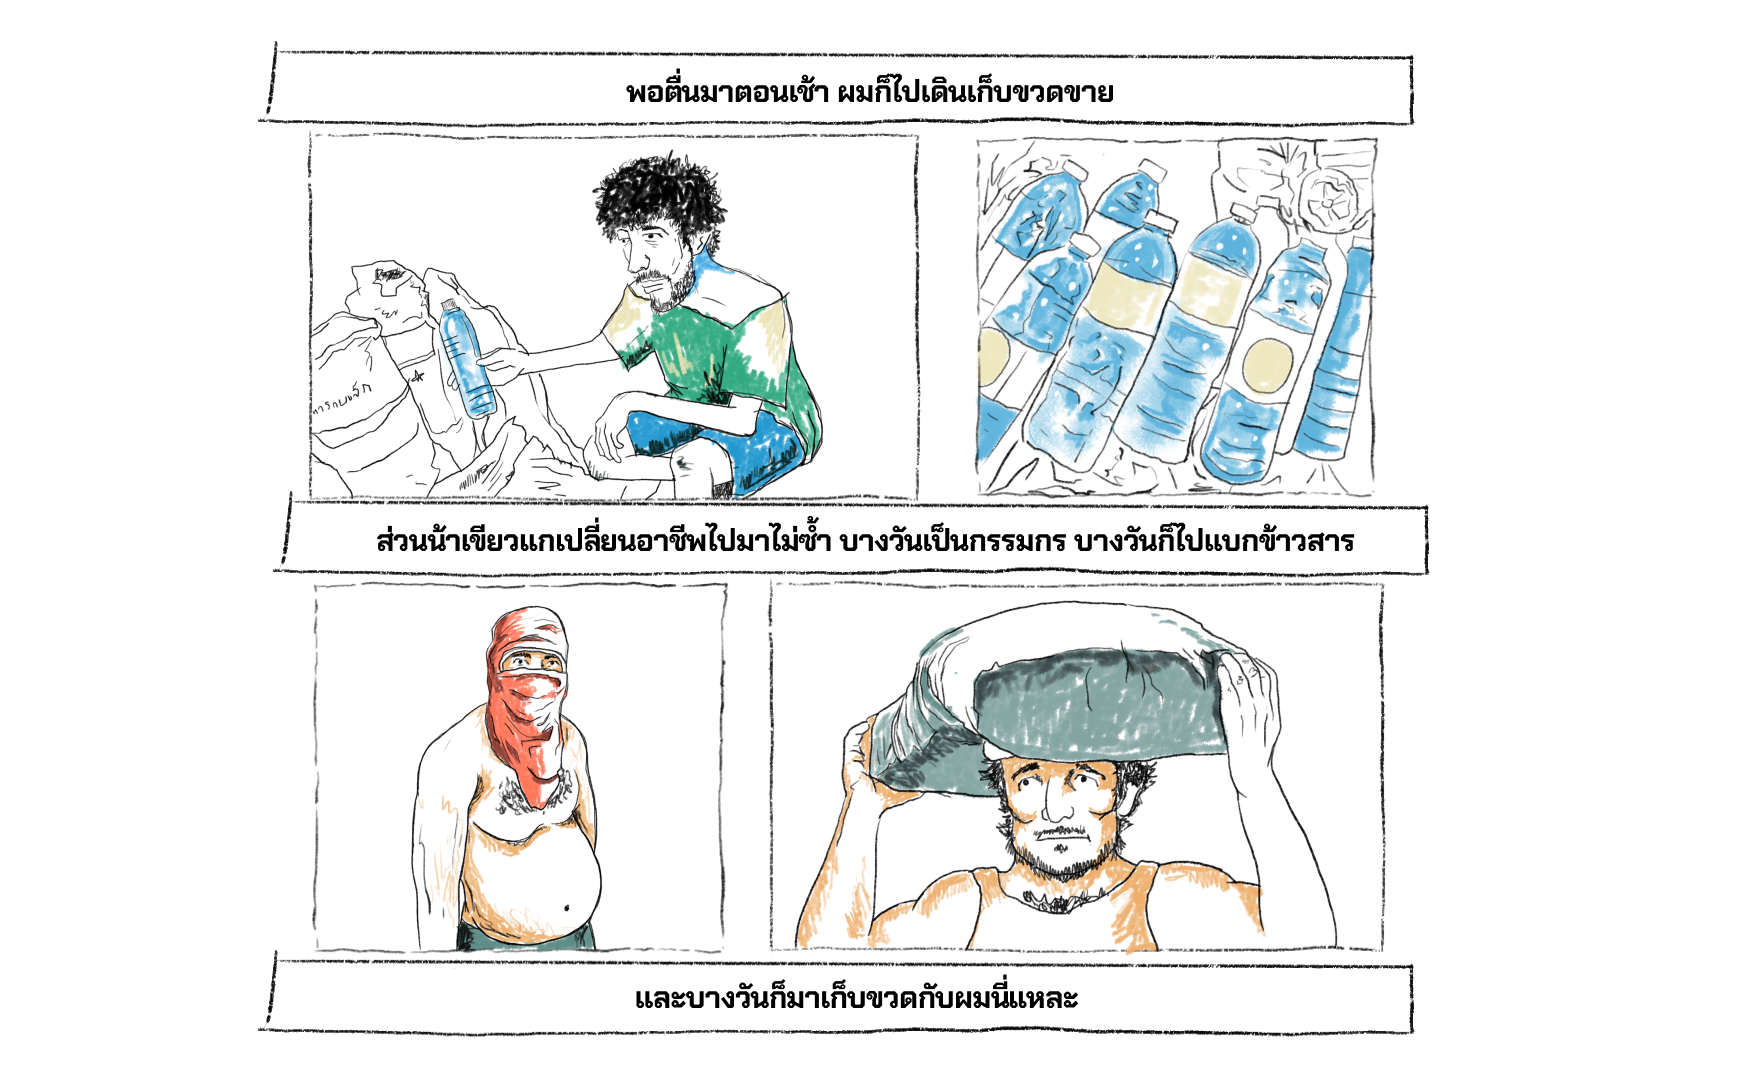 พอตื่นมาตอนเช้า ผมก็ไปเดินเก็บขวดขาย
ส่วนน้าเขียวแกเปลี่ยนอาชีพไปมาไม่ซ้ำ บางวันเป็นกรรมกร บางวันก็ไปแบกข้าวสาร
และบางวันก็มาเก็บขวดกับผมนี่แหละ